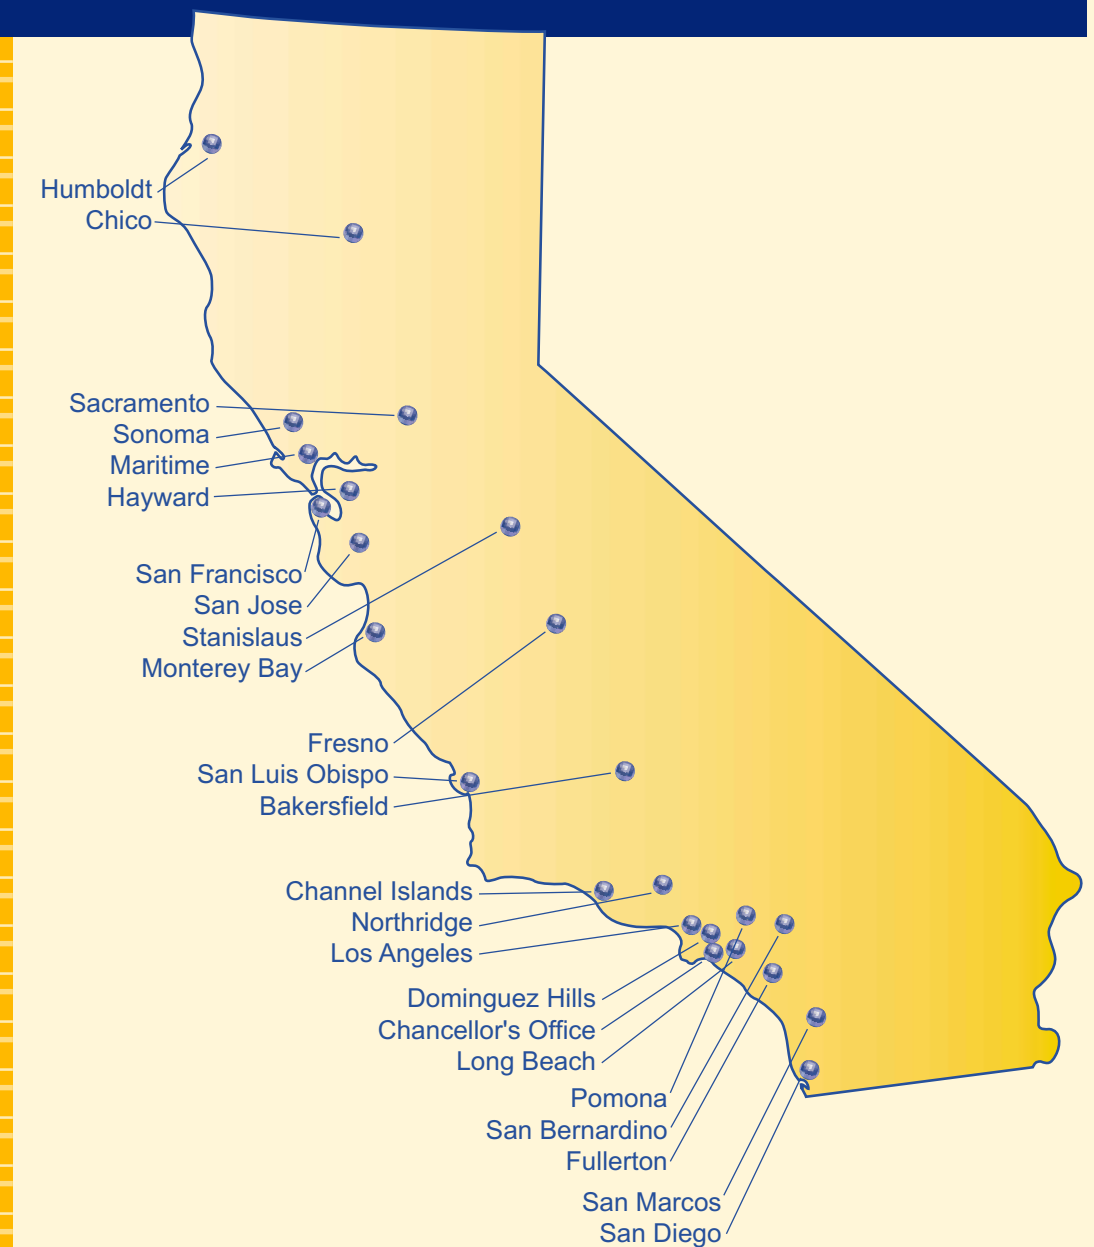 Humboldt
Chico
Sacramento
Sonoma
Maritime
Hayward
San Francisco
San Jose
Stanislaus
Monterey Bay
Fresno
San Luis Obispo
Bakersfield
Channel Islands
Northridge
Los Angeles
Dominguez Hills
Chancellor's Office
Long Beach
Pomona
San Bernardino
Fullerton
San Marcos
San Diego